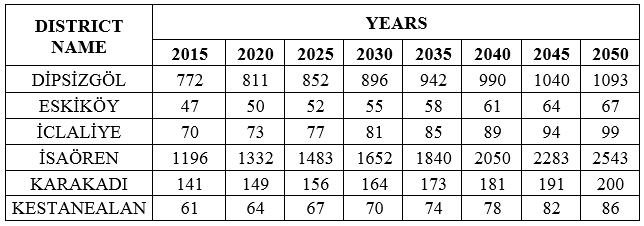 DISTRICT NAME YEARS
2015 2020 2025 2030 2035 2040 2045 2050
DİPSİZGÖL 772 811 852 896 942 990 1040 1093
ESKİKÖY 47 50 52 55 58 61 64 67
İCLALİYE 70 73 77 81 85 89 94 99
İSAÖREN 1196 1332 1483 1652 1840 2050 2283 2543
KARAKADI 141 149 156 164 173 181 191 200
KESTANEALAN 61 64 67 70 74 78 82 86